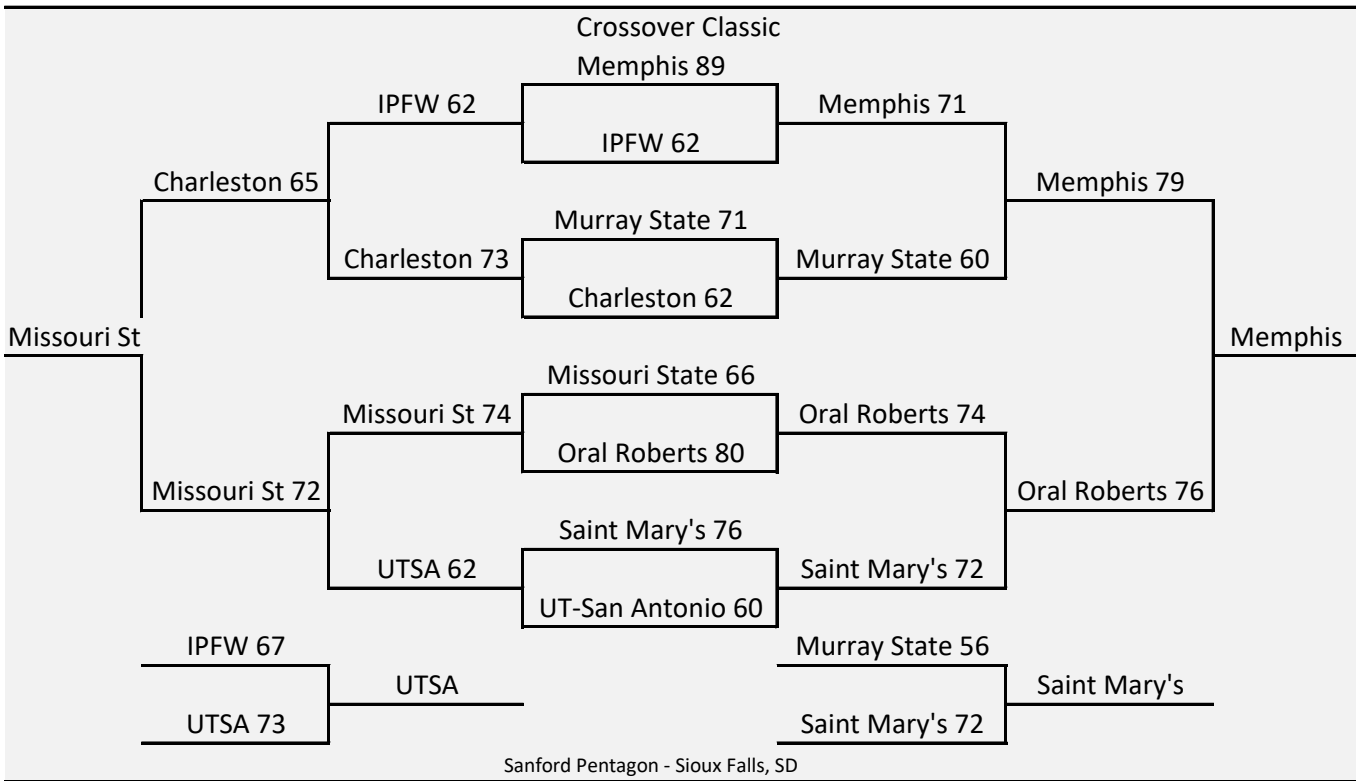 Crossover Classic
Memphis 89
IPFW 62
Memphis 71
IPFW 62
Charleston 65
Memphis 79
Murray State 71
Charleston 73
Murray State 60
Charleston 62
Missouri St
Memphis
Missouri State 66
Missouri St 74
Oral Roberts 74
Oral Roberts 80
Missouri St 72
Oral Roberts 76
Saint Mary's 76
UTSA 62
Saint Mary's 72
UT-San Antonio 60
IPFW 67
Murray State 56
UTSA
Saint Mary's
UTSA 73
Saint Mary's 72
Sanford Pentagon - Sioux Falls, SD